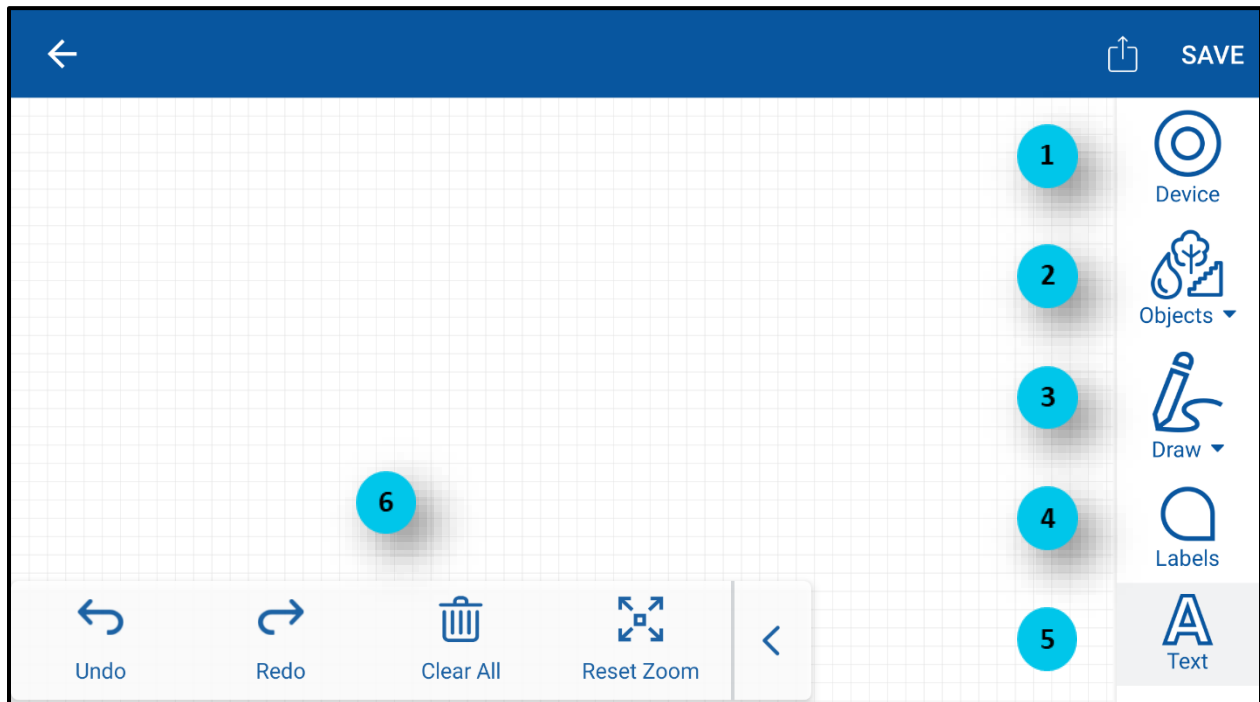 SAVE
1
Device
2
Objects
3
Draw
4
Labels
5
Text
6
Undo Redo Clear All Reset Zoom